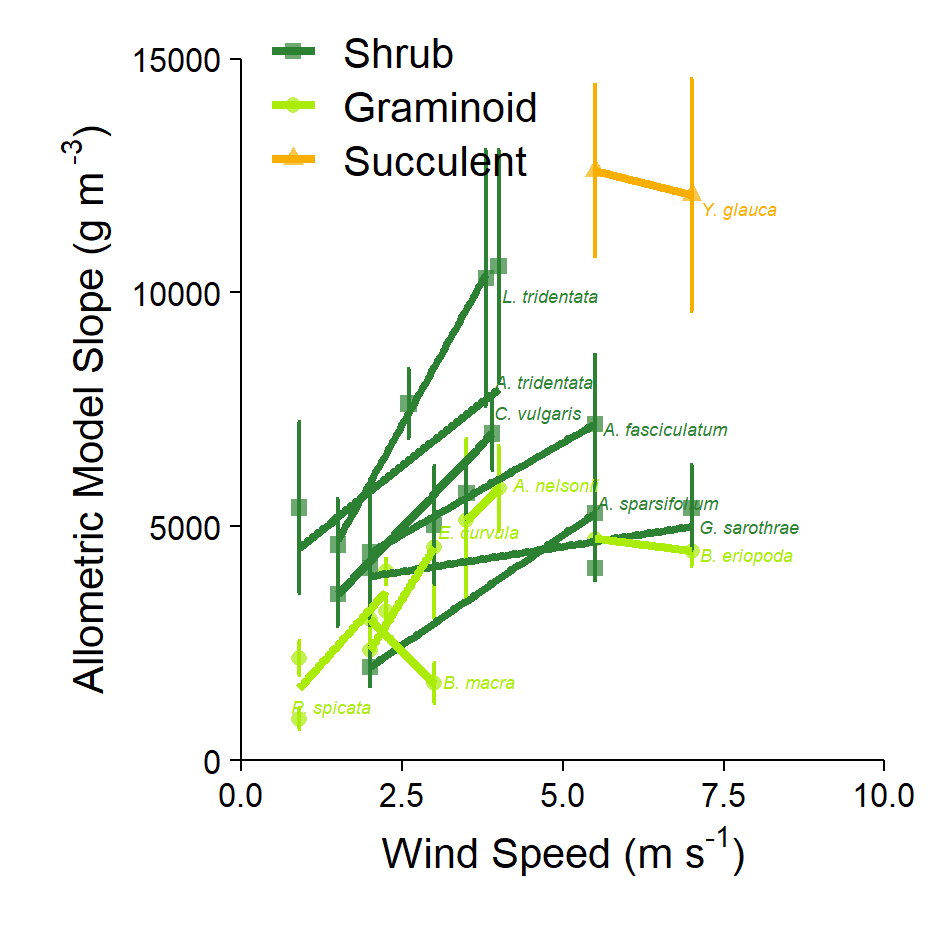 Shrub
Graminoid
Succulent
15000
10000
5000
0
Allometric Model Slope (g m⁻³)
Y. glauca
L. tridentata
A. tridentata
C. vulgaris
A. fasciculatum
A. nelsonii
A. sparsifolium
G. sarothrae
E. curvula
B. eriopoda
B. macra
P. spicata
0.0 2.5 5.0 7.5 10.0
Wind Speed (m s⁻¹)